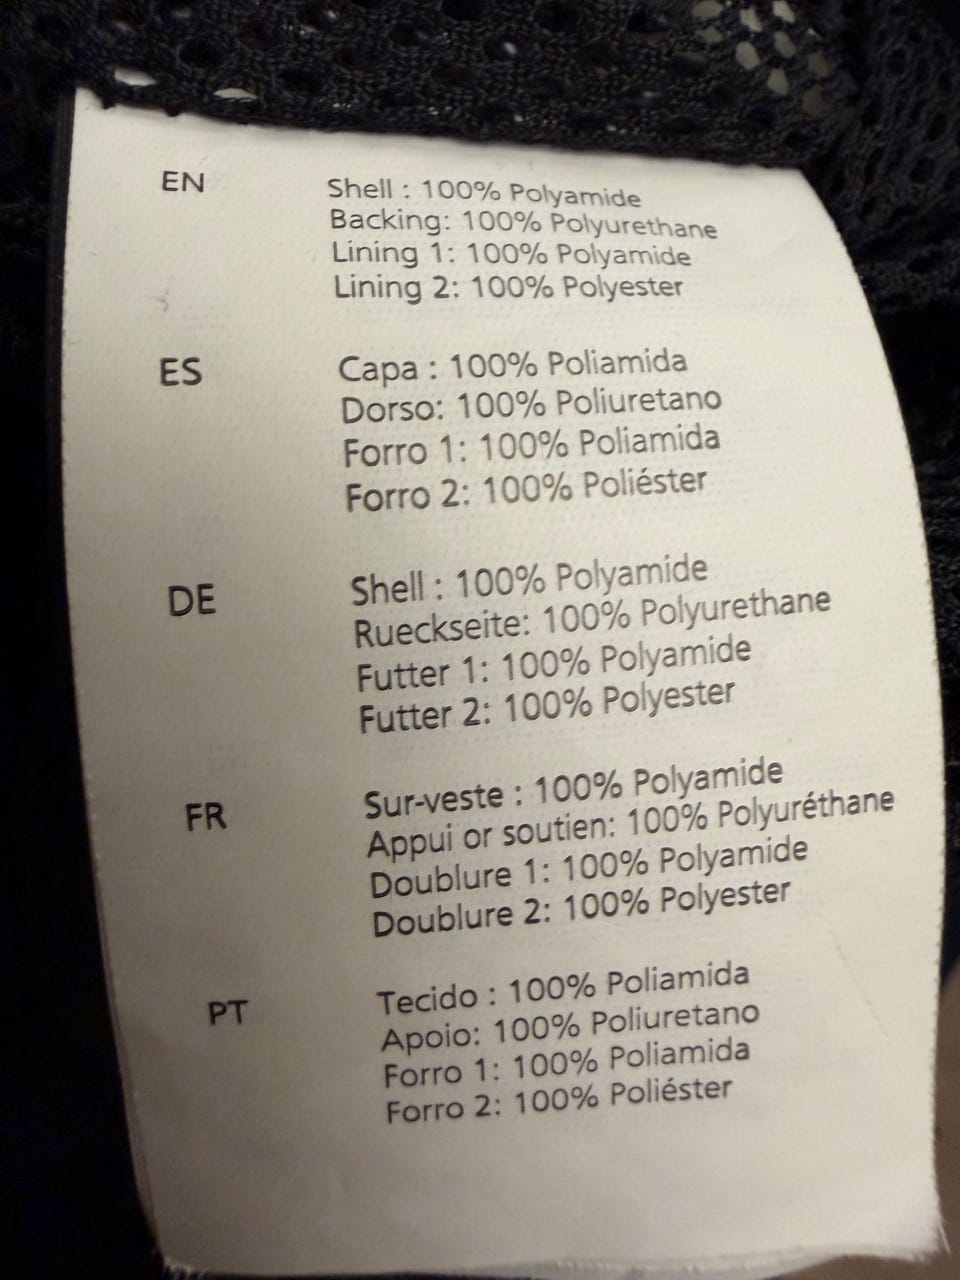 EN Shell : 100% Polyamide
Backing: 100% Polyurethane
Lining 1: 100% Polyamide
Lining 2: 100% Polyester
ES Capa : 100% Poliamida
Dorso: 100% Poliuretano
Forro 1: 100% Poliamida
Forro 2: 100% Poliéster
DE Shell : 100% Polyamide
Rueckseite: 100% Polyurethane
Futter 1: 100% Polyamide
Futter 2: 100% Polyester
FR Sur-veste : 100% Polyamide
Appui or soutien: 100% Polyuréthane
Doublure 1: 100% Polyamide
Doublure 2: 100% Polyester
PT Tecido : 100% Poliamida
Apoio: 100% Poliuretano
Forro 1: 100% Poliamida
Forro 2: 100% Poliéster